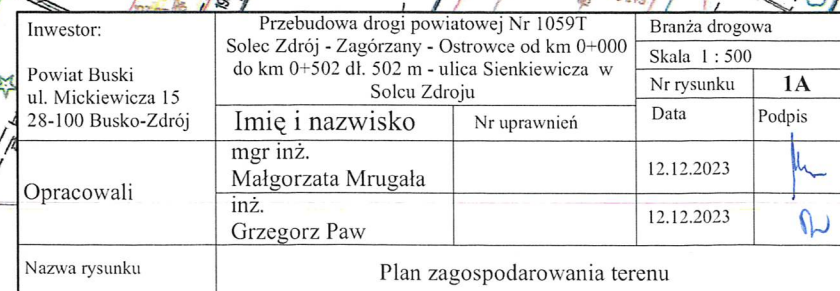 Inwestor:
Powiat Buski
ul. Mickiewicza 15
28-100 Busko-Zdrój
Przebudowa drogi powiatowej Nr 1059T
Solec Zdrój - Zagórzany - Ostrowce od km 0+000
do km 0+502 dł. 502 m - ulica Sienkiewicza w
Solcu Zdroju
Branża drogowa
Skala 1 : 500
Nr rysunku 1A
Imię i nazwisko
Nr uprawnień
Data
Podpis
Opracowali
mgr inż.
Małgorzata Mrugała
12.12.2023
inż.
Grzegorz Paw
12.12.2023
Nazwa rysunku
Plan zagospodarowania terenu